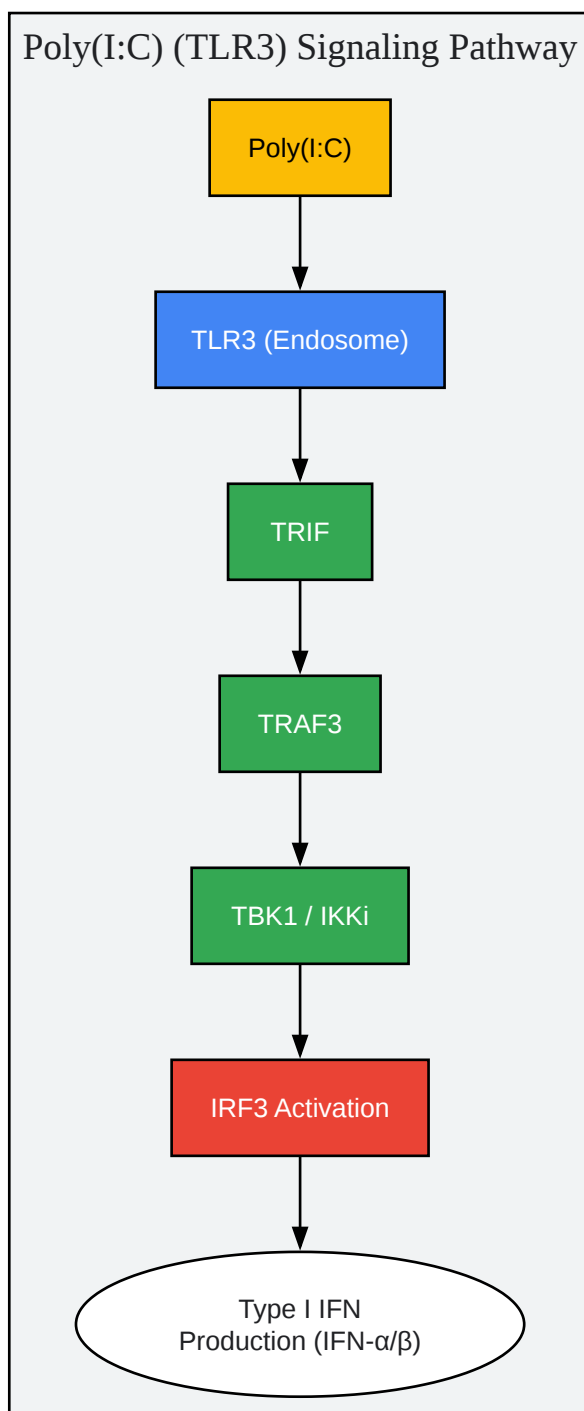 Poly(I:C) (TLR3) Signaling Pathway
Poly(I:C)
TLR3 (Endosome)
TRIF
TRAF3
TBK1 / IKKi
IRF3 Activation
Type I IFN
Production (IFN-α/β)